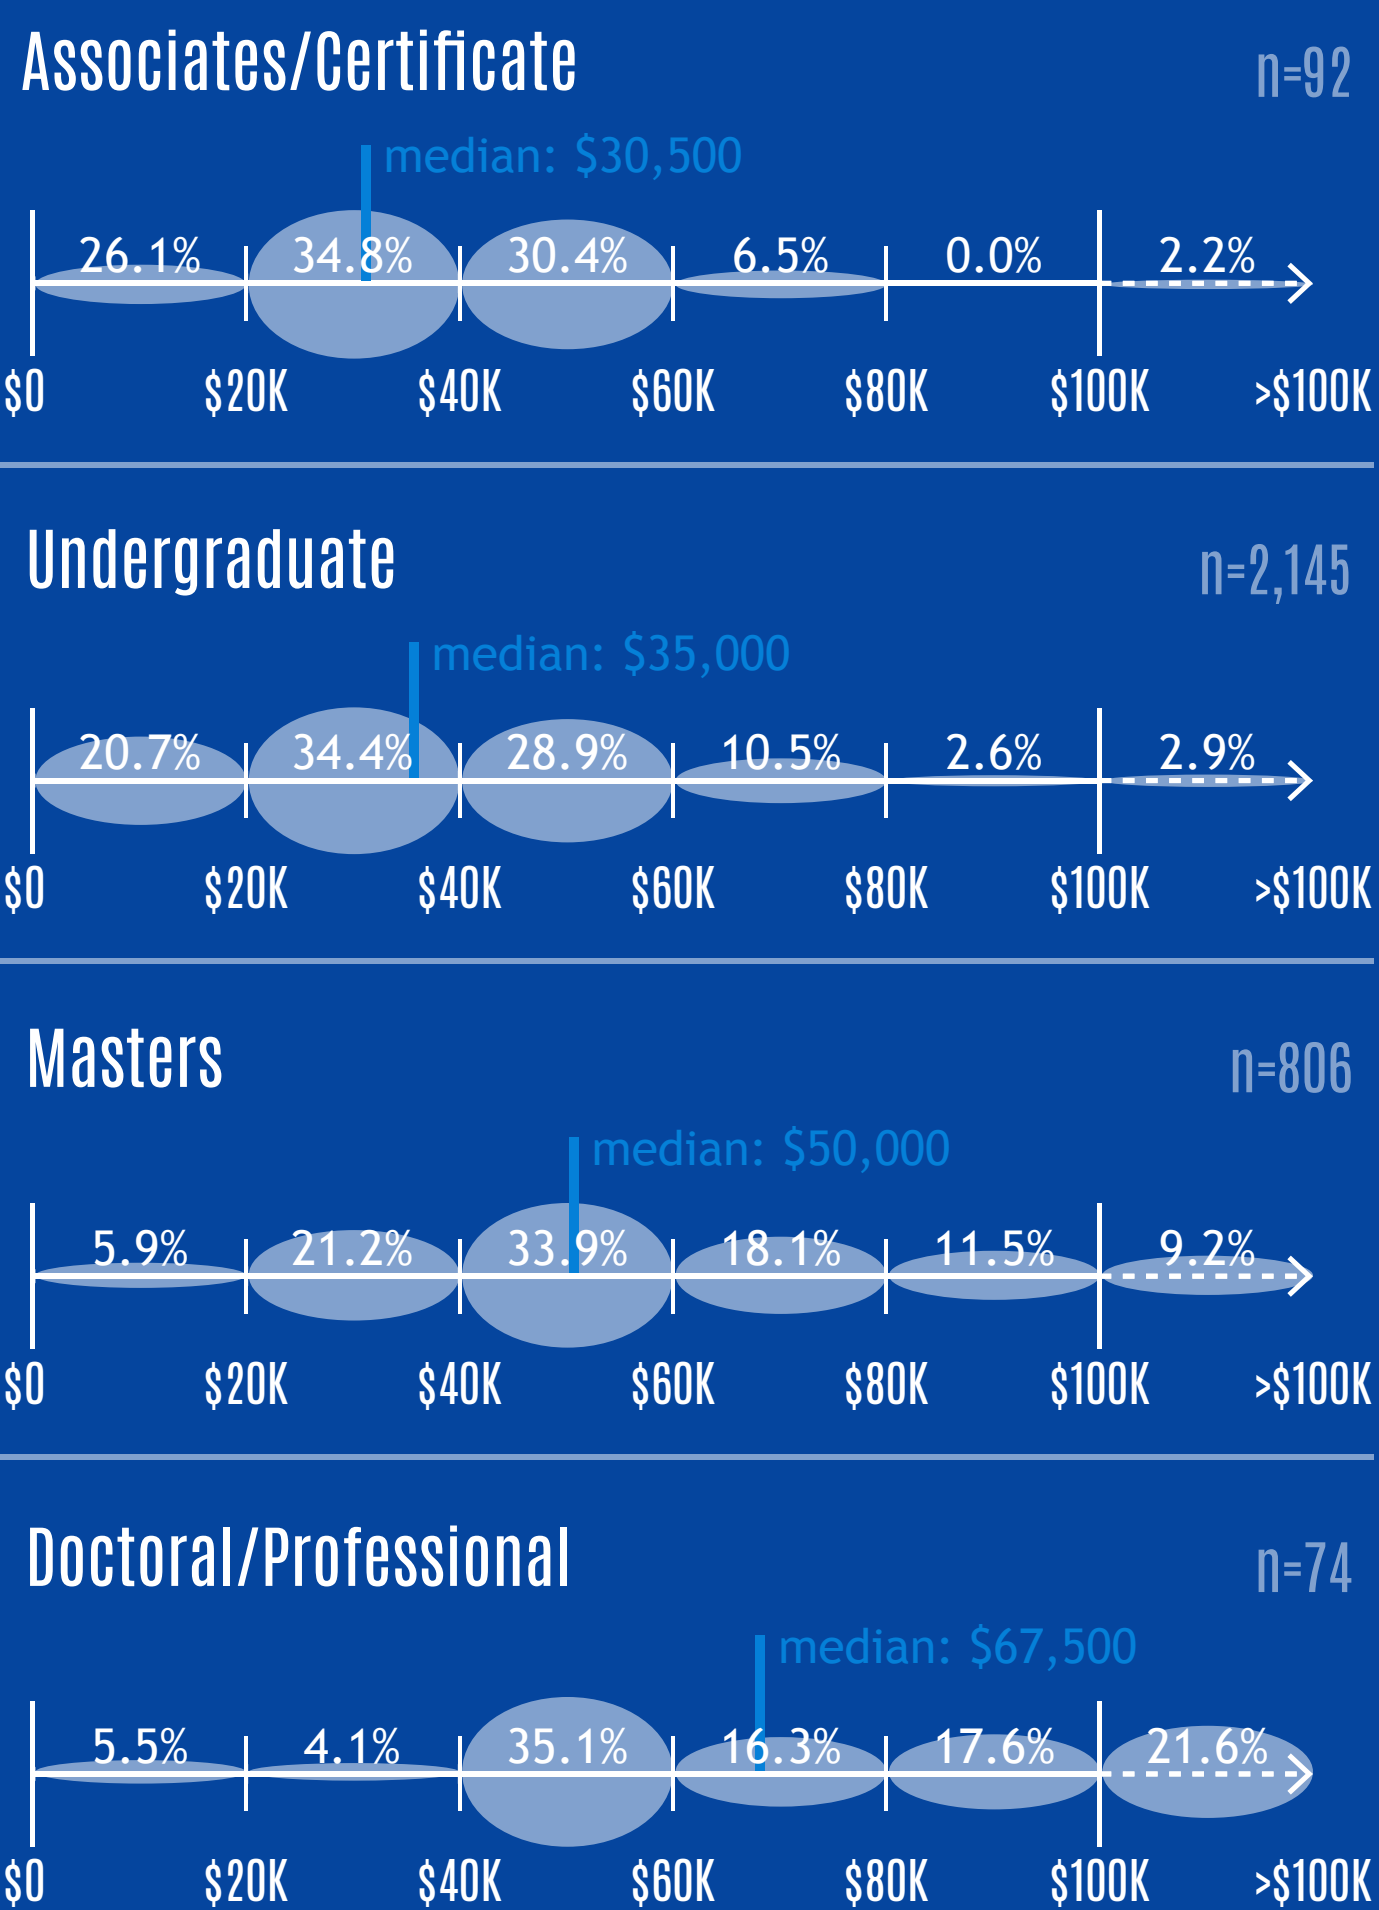 Associates/Certificate
n=92
median: $30,500
26.1% 34.8% 30.4% 6.5% 0.0% 2.2%
$0 $20K $40K $60K $80K $100K >$100K
Undergraduate
n=2,145
median: $35,000
20.7% 34.4% 28.9% 10.5% 2.6% 2.9%
$0 $20K $40K $60K $80K $100K >$100K
Masters
n=806
median: $50,000
5.9% 21.2% 33.9% 18.1% 11.5% 9.2%
$0 $20K $40K $60K $80K $100K >$100K
Doctoral/Professional
n=74
median: $67,500
5.5% 4.1% 35.1% 16.3% 17.6% 21.6%
$0 $20K $40K $60K $80K $100K >$100K